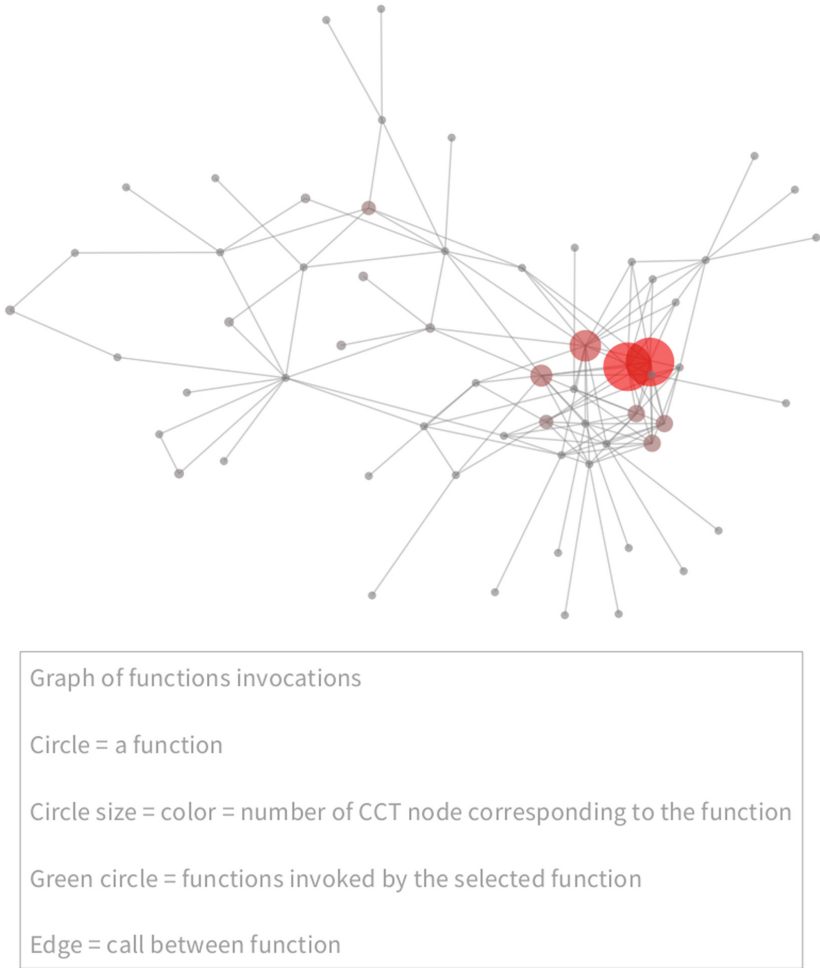 Graph of functions invocations
Circle = a function
Circle size = color = number of CCT node corresponding to the function
Green circle = functions invoked by the selected function
Edge = call between function